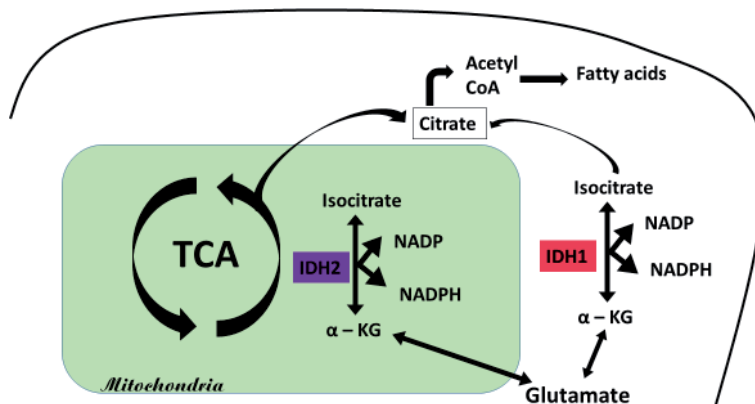 Acetyl
CoA
Fatty acids
Citrate
Isocitrate
NADP
IDH1
NADPH
α – KG
Isocitrate
NADP
IDH2
NADPH
α – KG
TCA
Mitochondria
Glutamate